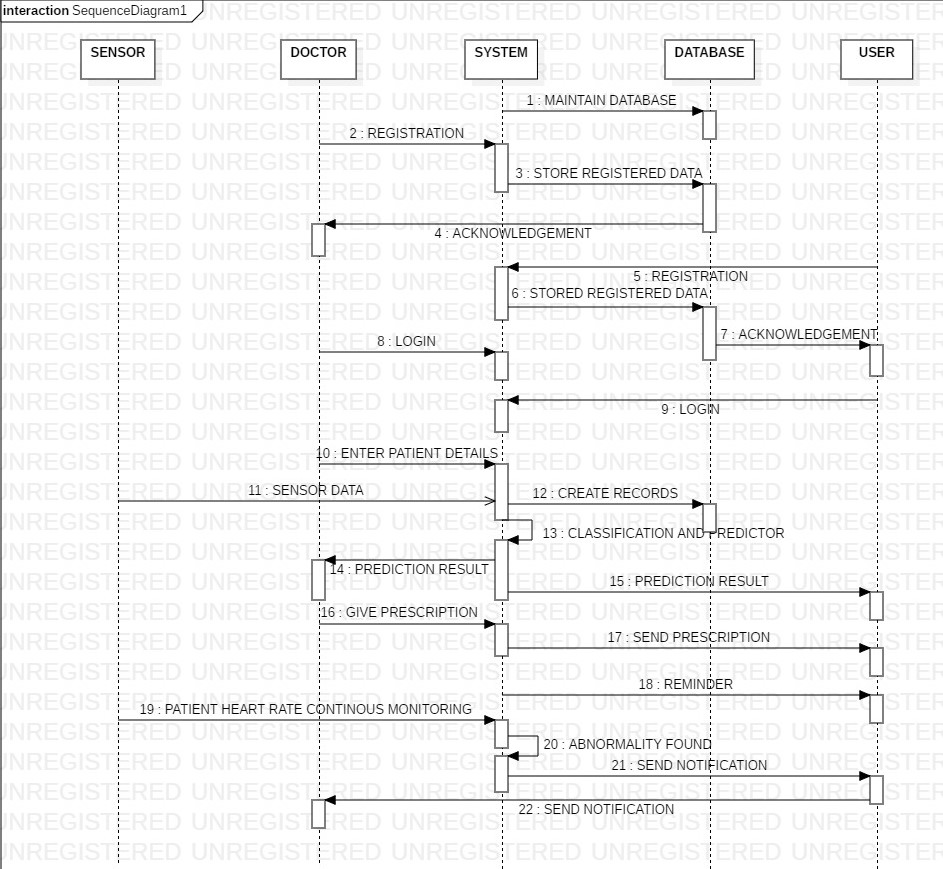 interaction SequenceDiagram1
SENSOR
DOCTOR
SYSTEM
DATABASE
USER
1 : MAINTAIN DATABASE
2 : REGISTRATION
3 : STORE REGISTERED DATA
4 : ACKNOWLEDGEMENT
5 : REGISTRATION
6 : STORED REGISTERED DATA
7 : ACKNOWLEDGEMENT
8 : LOGIN
9 : LOGIN
10 : ENTER PATIENT DETAILS
11 : SENSOR DATA
12 : CREATE RECORDS
13 : CLASSIFICATION AND PREDICTOR
14 : PREDICTION RESULT
15 : PREDICTION RESULT
16 : GIVE PRESCRIPTION
17 : SEND PRESCRIPTION
18 : REMINDER
19 : PATIENT HEART RATE CONTINOUS MONITORING
20 : ABNORMALITY FOUND
21 : SEND NOTIFICATION
22 : SEND NOTIFICATION
UNREGISTERED